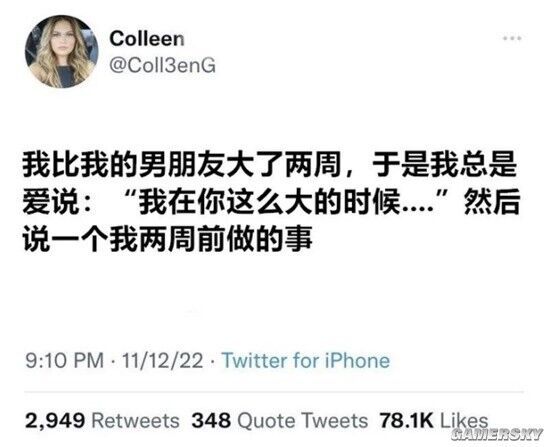 Colleen
@Coll3enG
我比我的男朋友大了两周，于是我总是
爱说：“我在你这么大的时候....”然后
说一个我两周前做的事
9:10 PM · 11/12/22 · Twitter for iPhone
2,949 Retweets 348 Quote Tweets 78.1K Likes
GAMERSKY